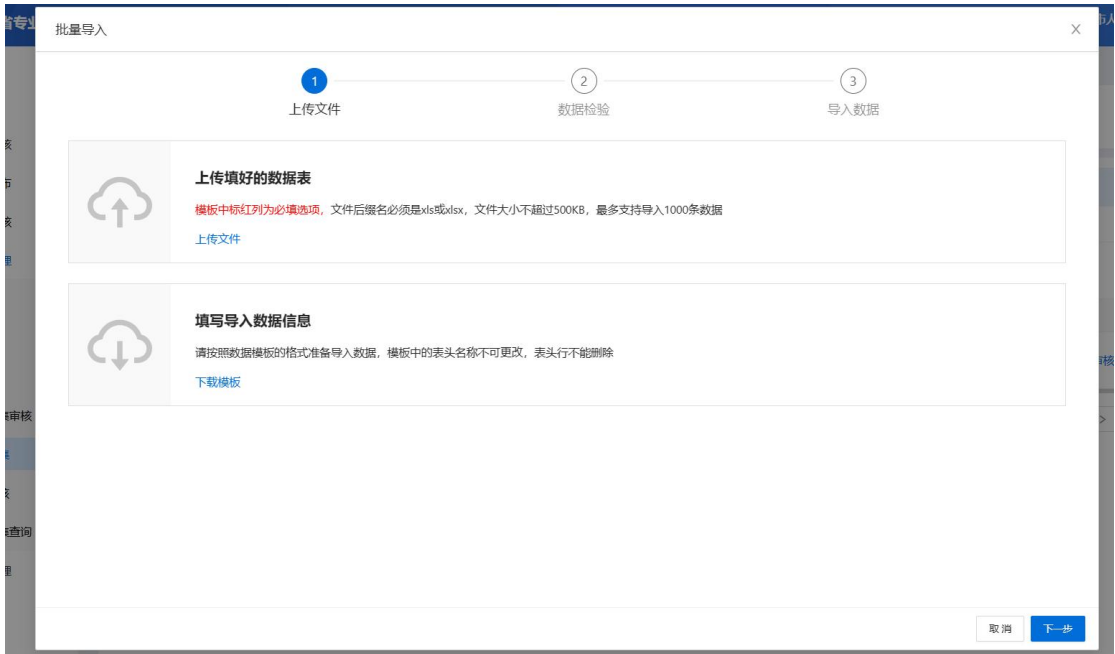 省专业
批量导入
1
2
3
上传文件
数据检验
导入数据
上传填好的数据表
模板中标红列为必填选项，文件后缀名必须是xls或xlsx，文件大小不超过500KB，最多支持导入1000条数据
上传文件
填写导入数据信息
请按照数据模板的格式准备导入数据，模板中的表头名称不可更改，表头行不能删除
下载模板
审核
查询
取消
下一步